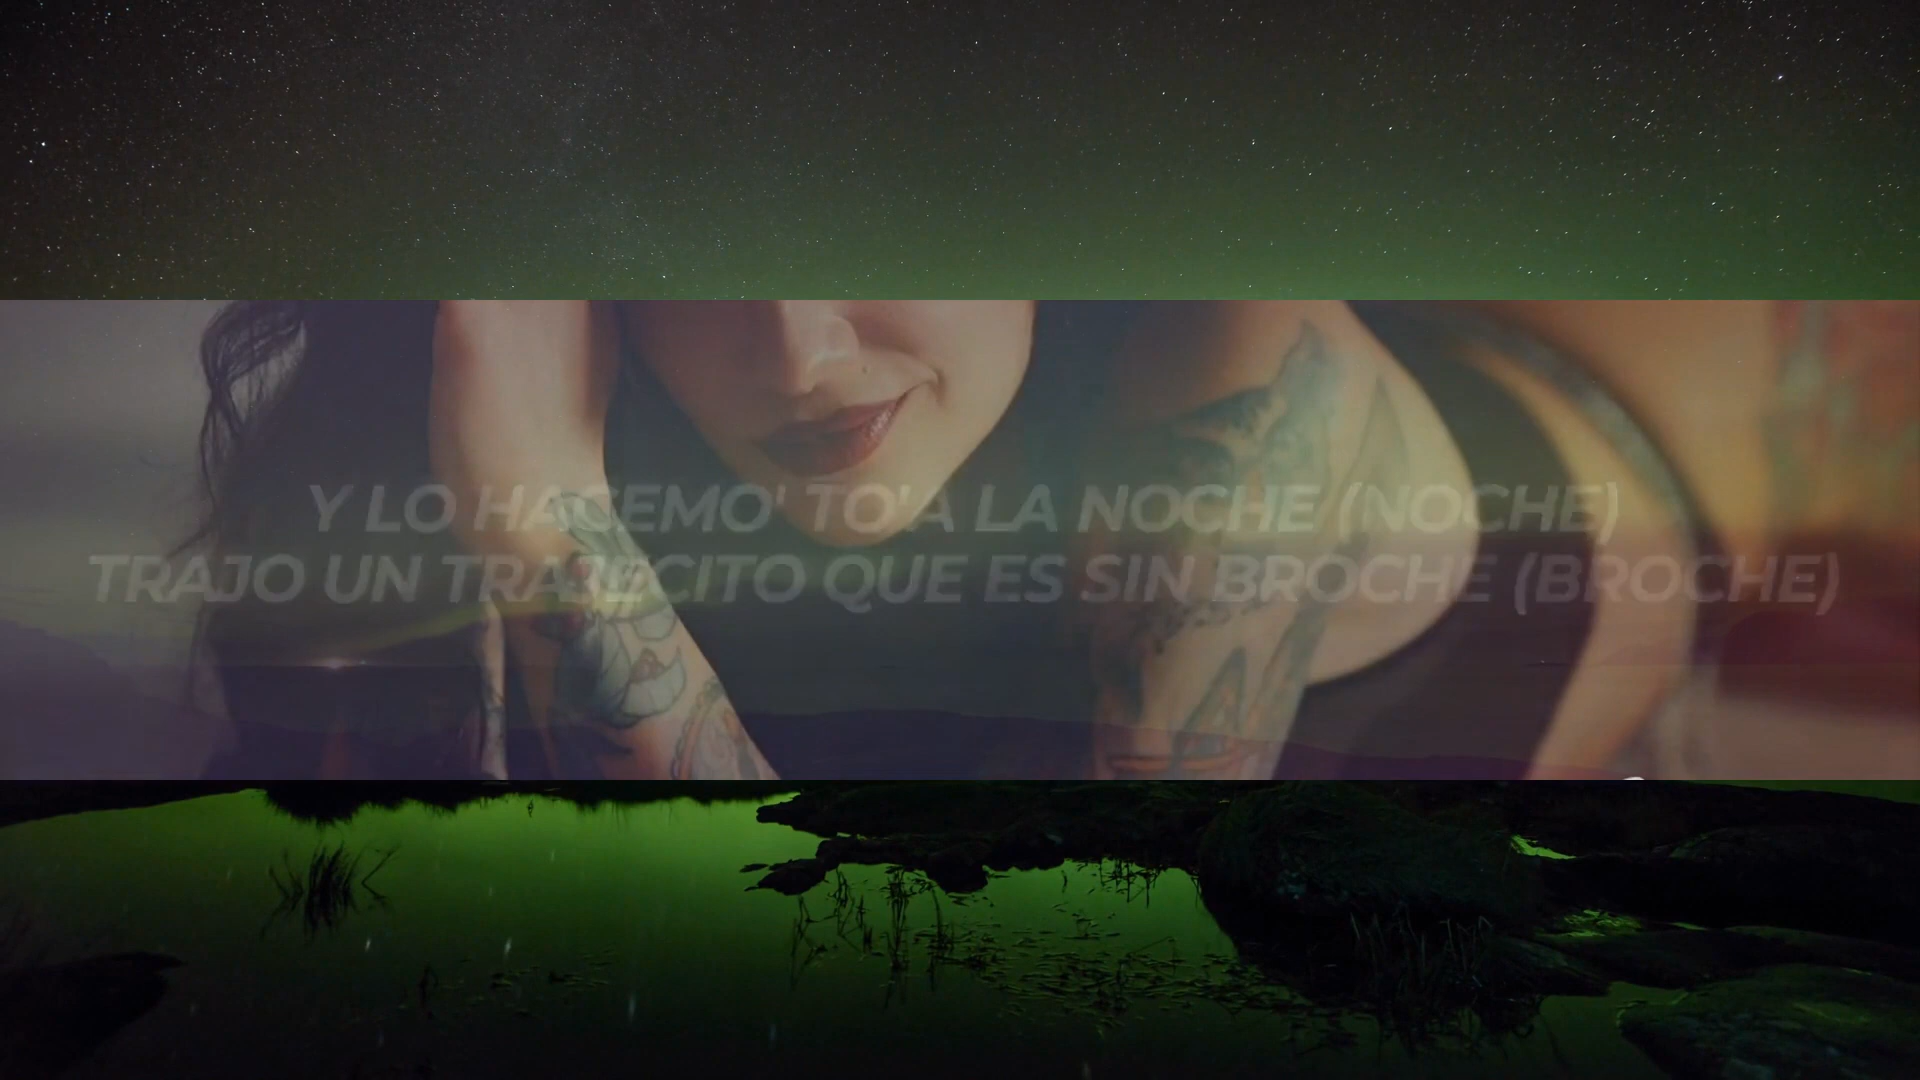 Y LO HACEMO' TO'A LA NOCHE (NOCHE)
TRAJO UN TRAJECITO QUE ES SIN BROCHE (BROCHE)